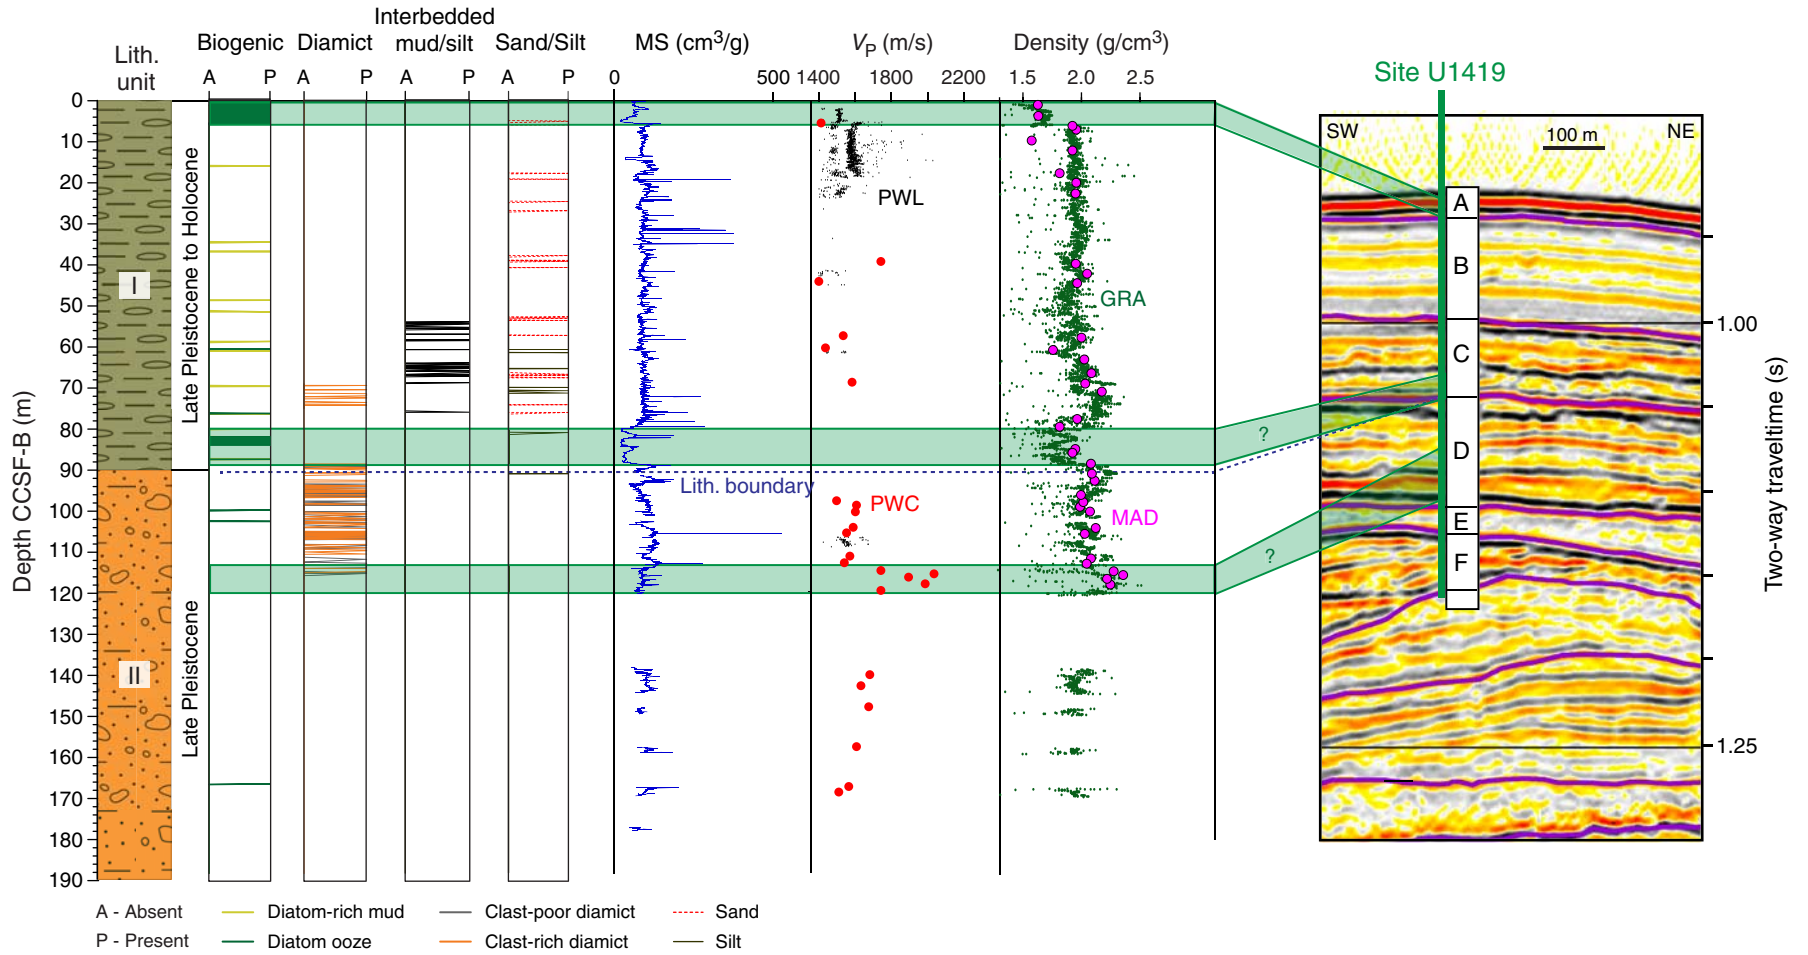 Lith.
unit
Biogenic
Diamict
Interbedded
mud/silt
Sand/Silt
MS (cm³/g)
VP (m/s)
Density (g/cm³)
A P
A P
A P
A P
0 500
1400 1800 2200
1.5 2.0 2.5
Site U1419
SW
NE
100 m
Depth CCSF-B (m)
0
10
20
30
40
50
60
70
80
90
100
110
120
130
140
150
160
170
180
190
I
II
Late Pleistocene to Holocene
Late Pleistocene
PWL
GRA
Lith. boundary
PWC
MAD
?
?
A
B
C
D
E
F
1.00
1.25
Two-way traveltime (s)
A - Absent
P - Present
Diatom-rich mud
Diatom ooze
Clast-poor diamict
Clast-rich diamict
Sand
Silt